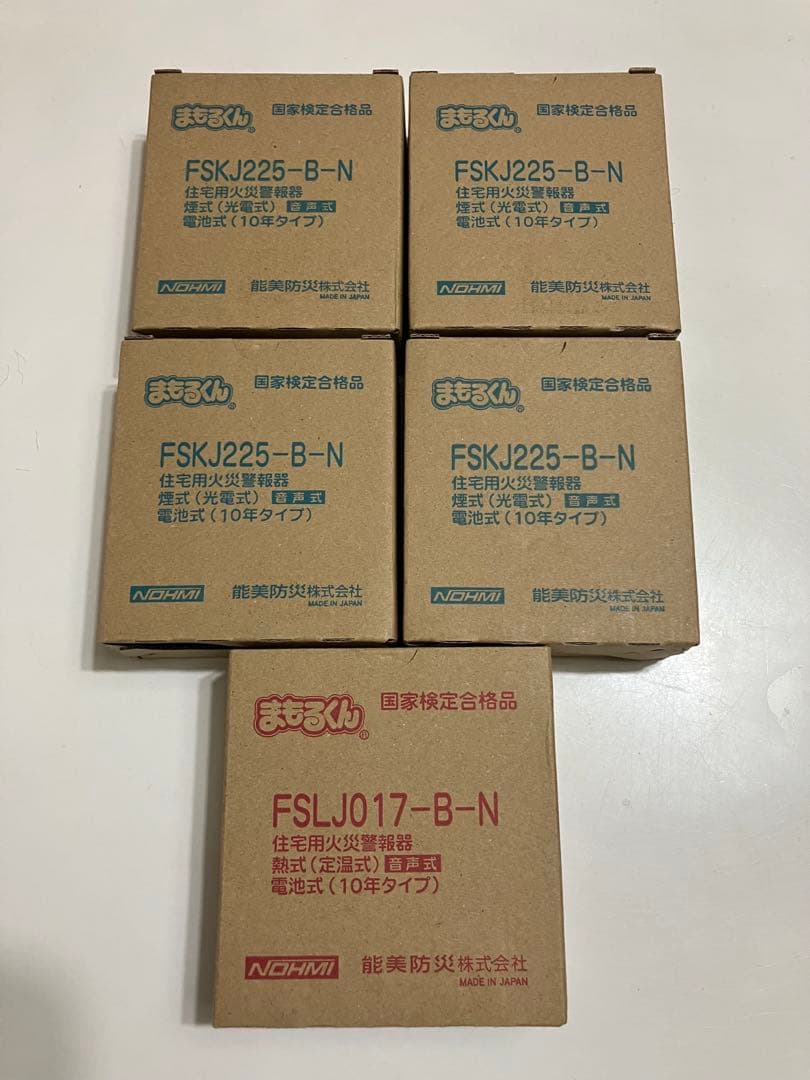 まもるくん® 国家検定合格品
FSKJ225-B-N
住宅用火災警報器
煙式(光電式) 音声式
電池式(10年タイプ)
NOHMI 能美防災株式会社
MADE IN JAPAN
まもるくん® 国家検定合格品
FSKJ225-B-N
住宅用火災警報器
煙式(光電式) 音声式
電池式(10年タイプ)
NOHMI 能美防災株式会社
MADE IN JAPAN
まもるくん® 国家検定合格品
FSKJ225-B-N
住宅用火災警報器
煙式(光電式) 音声式
電池式(10年タイプ)
NOHMI 能美防災株式会社
MADE IN JAPAN
まもるくん® 国家検定合格品
FSKJ225-B-N
住宅用火災警報器
煙式(光電式) 音声式
電池式(10年タイプ)
NOHMI 能美防災株式会社
MADE IN JAPAN
まもるくん® 国家検定合格品
FSLJ017-B-N
住宅用火災警報器
熱式(定温式) 音声式
電池式(10年タイプ)
NOHMI 能美防災株式会社
MADE IN JAPAN